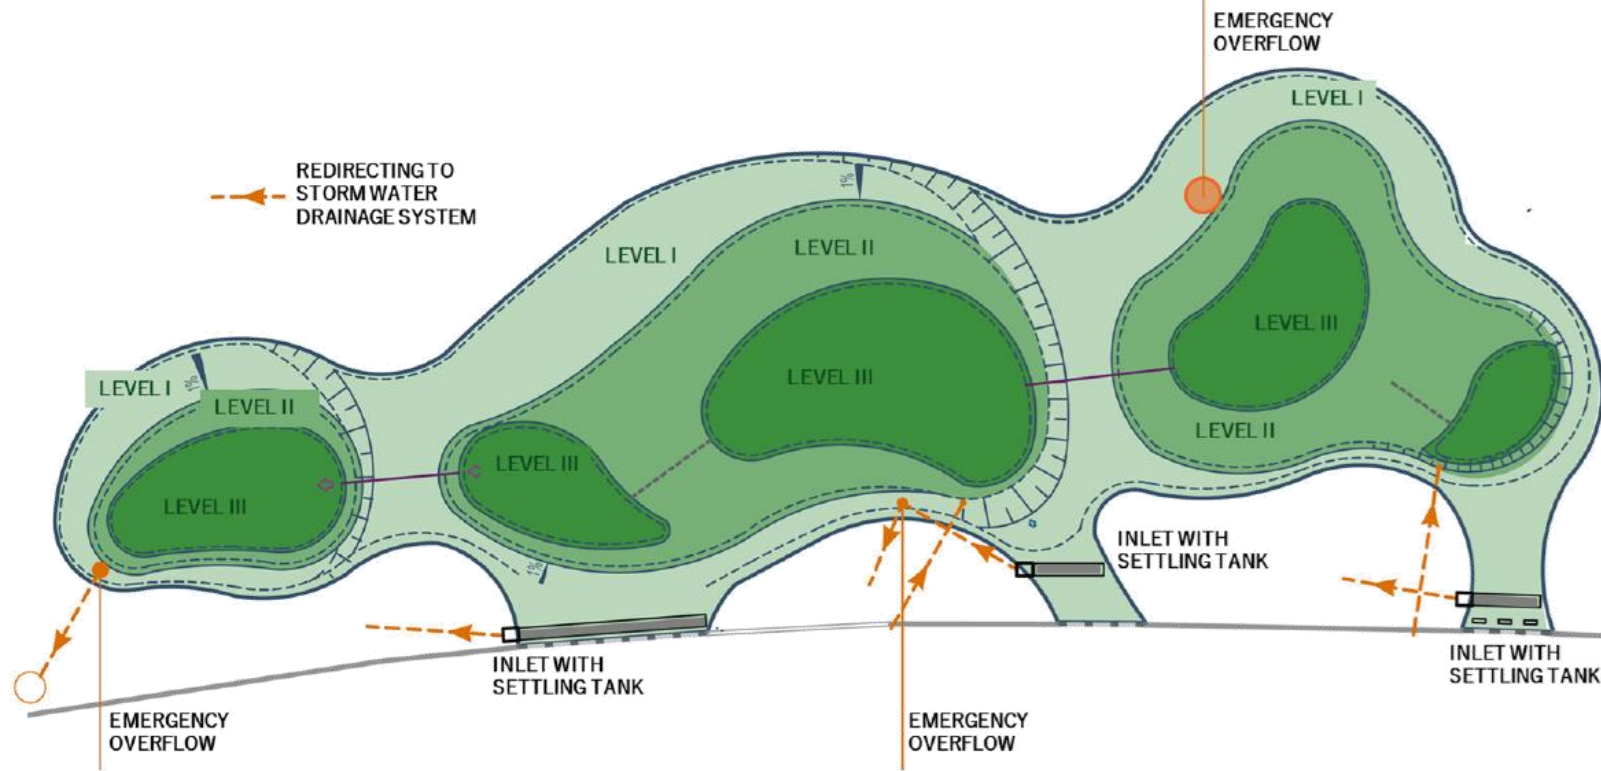 EMERGENCY
OVERFLOW
LEVEL I
REDIRECTING TO
STORM WATER
DRAINAGE SYSTEM
1%
LEVEL I
LEVEL II
LEVEL III
LEVEL III
LEVEL I
1%
LEVEL II
LEVEL II
LEVEL III
LEVEL III
INLET WITH
SETTLING TANK
1%
INLET WITH
SETTLING TANK
INLET WITH
SETTLING TANK
EMERGENCY
OVERFLOW
EMERGENCY
OVERFLOW